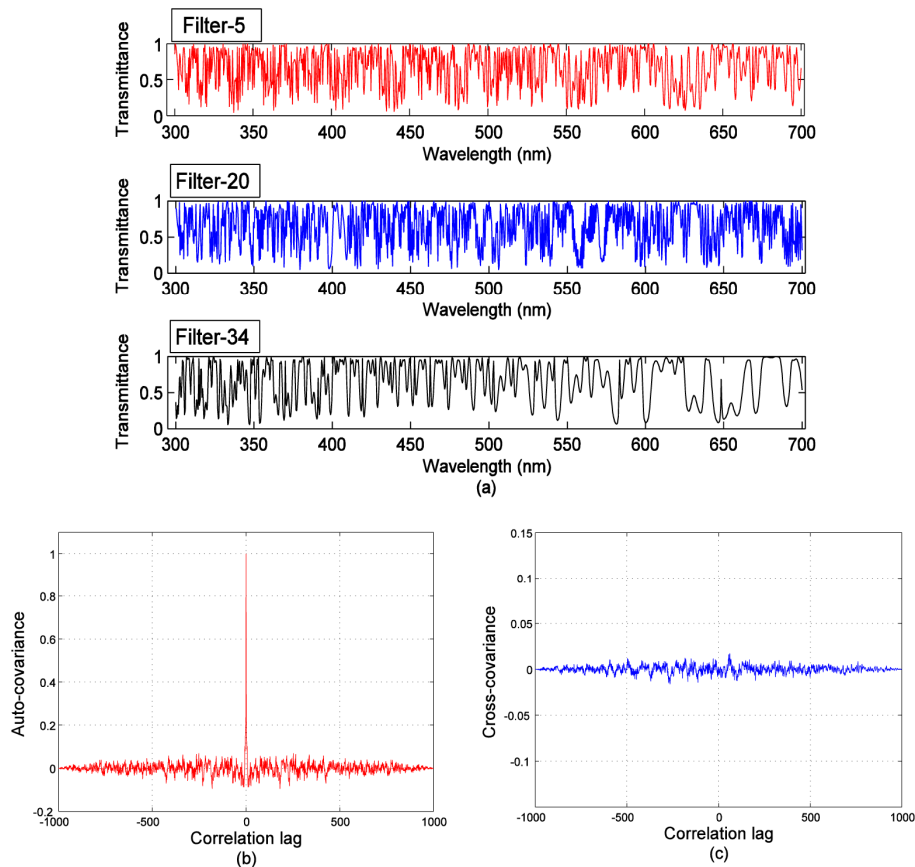 Filter-5
Transmittance
1
0.5
0
300 350 400 450 500 550 600 650 700
Wavelength (nm)
Filter-20
Transmittance
1
0.5
0
300 350 400 450 500 550 600 650 700
Wavelength (nm)
Filter-34
Transmittance
1
0.5
0
300 350 400 450 500 550 600 650 700
Wavelength (nm)
(a)
Auto-covariance
1
0.8
0.6
0.4
0.2
0
-0.2
-1000 -500 0 500 1000
Correlation lag
(b)
Cross-covariance
0.15
0.1
0.05
0
-0.05
-0.1
-1000 -500 0 500 1000
Correlation lag
(c)